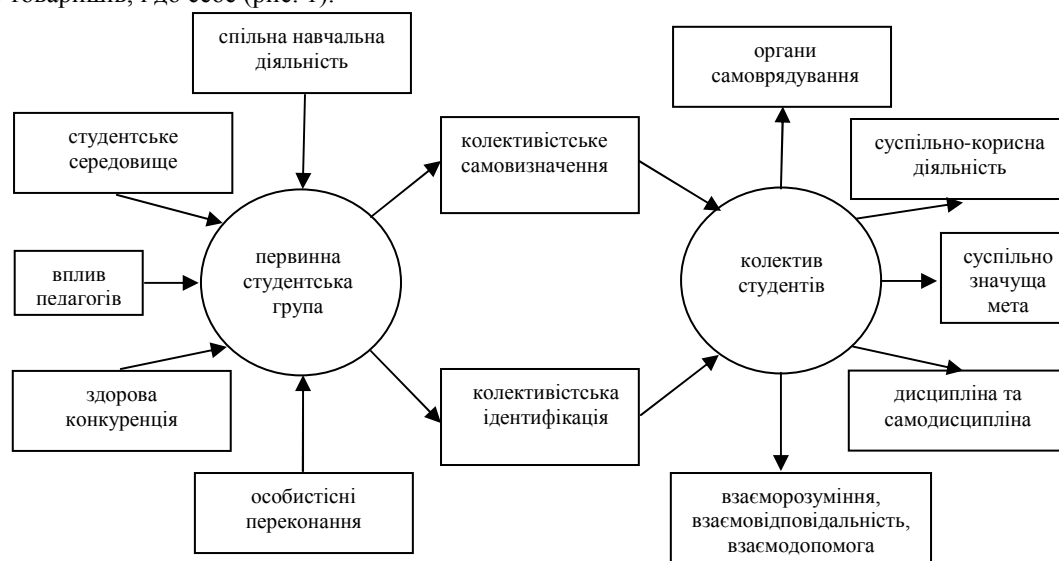 товаришів, і до себе (рис. 1).
спільна навчальна
діяльність
органи
самоврядування
студентське
середовище
колективістське
самовизначення
суспільно-корисна
діяльність
вплив
педагогів
первинна
студентська
група
колектив
студентів
суспільно
значуща
мета
здорова
конкуренція
колективістська
ідентифікація
дисципліна та
самодисципліна
особистісні
переконання
взаєморозуміння,
взаємовідповідальність,
взаємодопомога